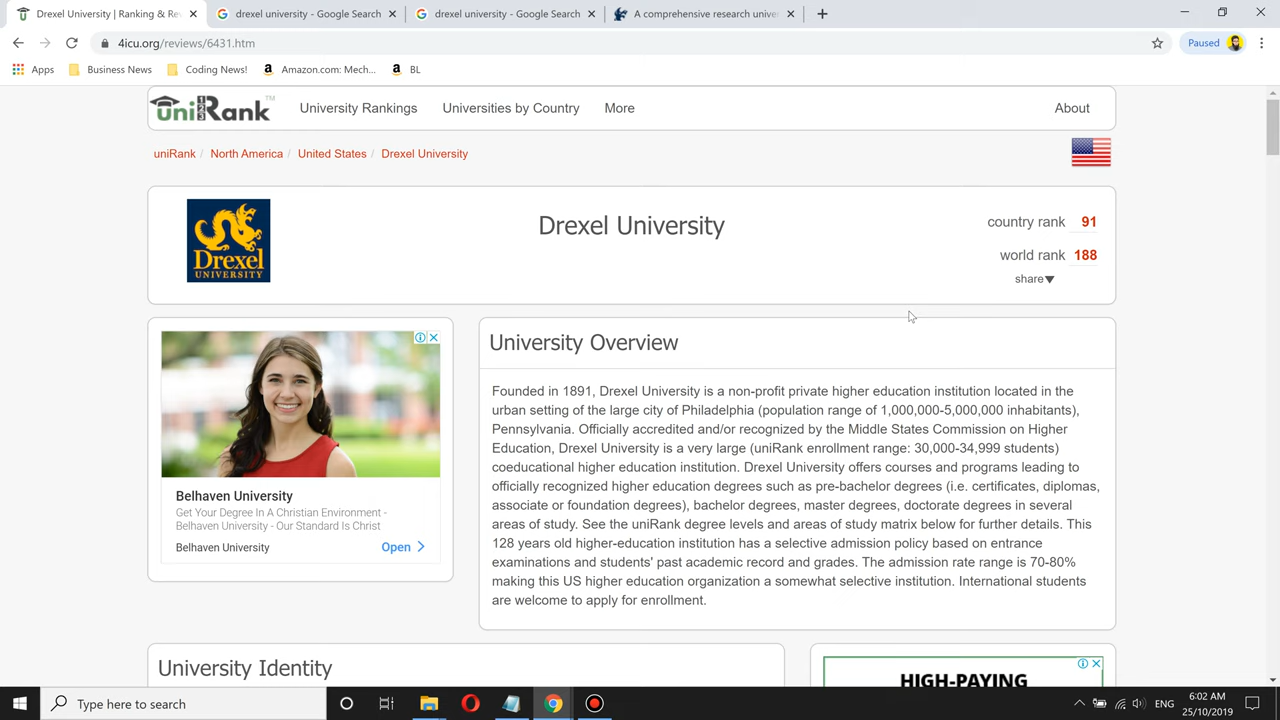 Drexel University | Ranking & Re
drexel university - Google Search
drexel university - Google Search
A comprehensive research unive
4icu.org/reviews/6431.htm
Paused
Apps
Business News
Coding News!
Amazon.com: Mech...
BL
uniRank™
University Rankings
Universities by Country
More
About
uniRank / North America / United States / Drexel University
Drexel
UNIVERSITY
Drexel University
country rank 91
world rank 188
share▼
Belhaven University
Get Your Degree In A Christian Environment -
Belhaven University - Our Standard Is Christ
Belhaven University
Open
University Overview
Founded in 1891, Drexel University is a non-profit private higher education institution located in the
urban setting of the large city of Philadelphia (population range of 1,000,000-5,000,000 inhabitants),
Pennsylvania. Officially accredited and/or recognized by the Middle States Commission on Higher
Education, Drexel University is a very large (uniRank enrollment range: 30,000-34,999 students)
coeducational higher education institution. Drexel University offers courses and programs leading to
officially recognized higher education degrees such as pre-bachelor degrees (i.e. certificates, diplomas,
associate or foundation degrees), bachelor degrees, master degrees, doctorate degrees in several
areas of study. See the uniRank degree levels and areas of study matrix below for further details. This
128 years old higher-education institution has a selective admission policy based on entrance
examinations and students' past academic record and grades. The admission rate range is 70-80%
making this US higher education organization a somewhat selective institution. International students
are welcome to apply for enrollment.
University Identity
HIGH-PAYING
Type here to search
ENG
6:02 AM
25/10/2019